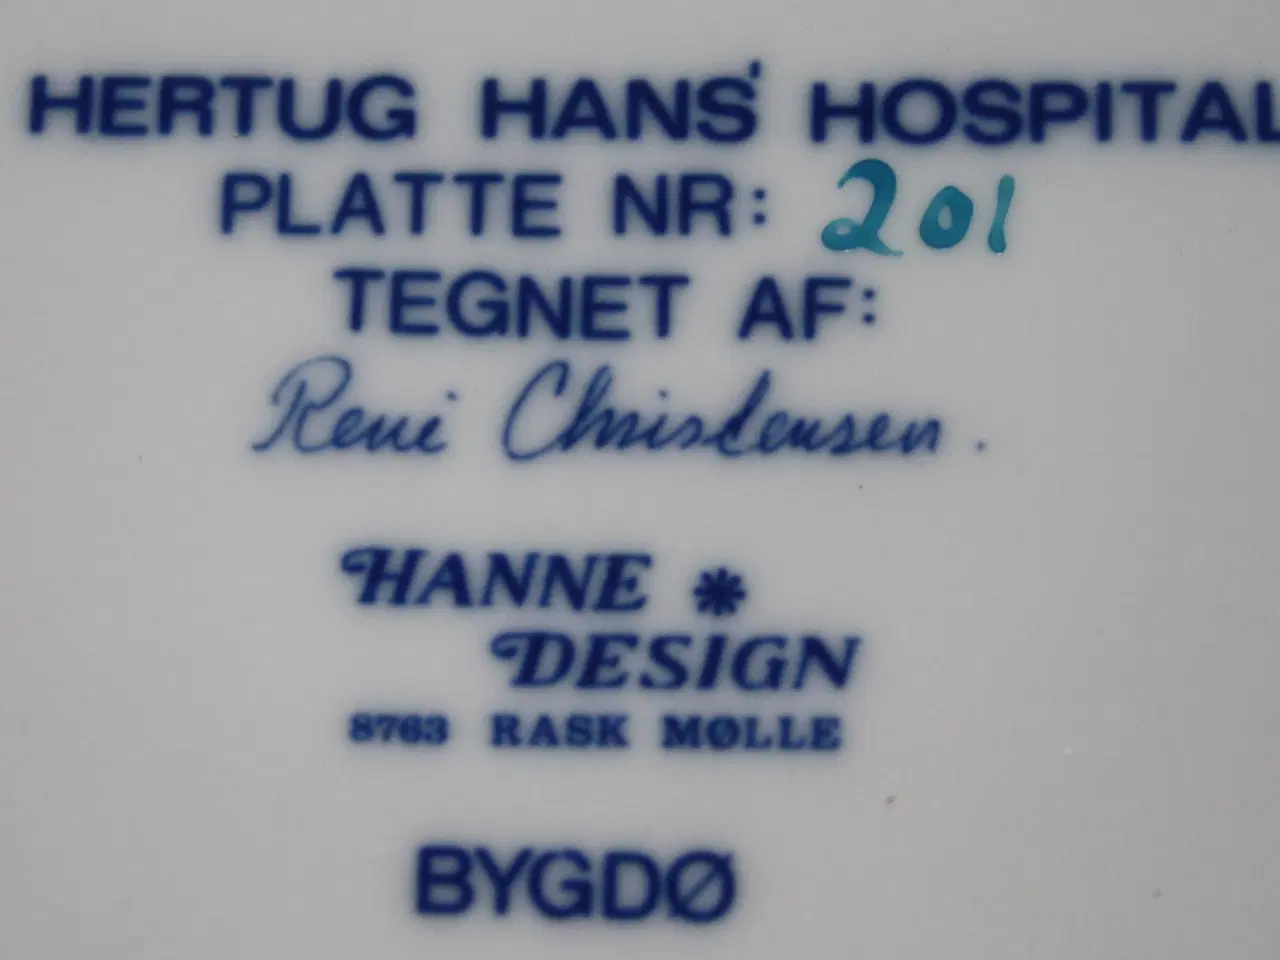 HERTUG HANS' HOSPITAL
PLATTE NR: 201
TEGNET AF:
René Christensen.
HANNE *
DESIGN
8763 RASK MØLLE
BYGDØ